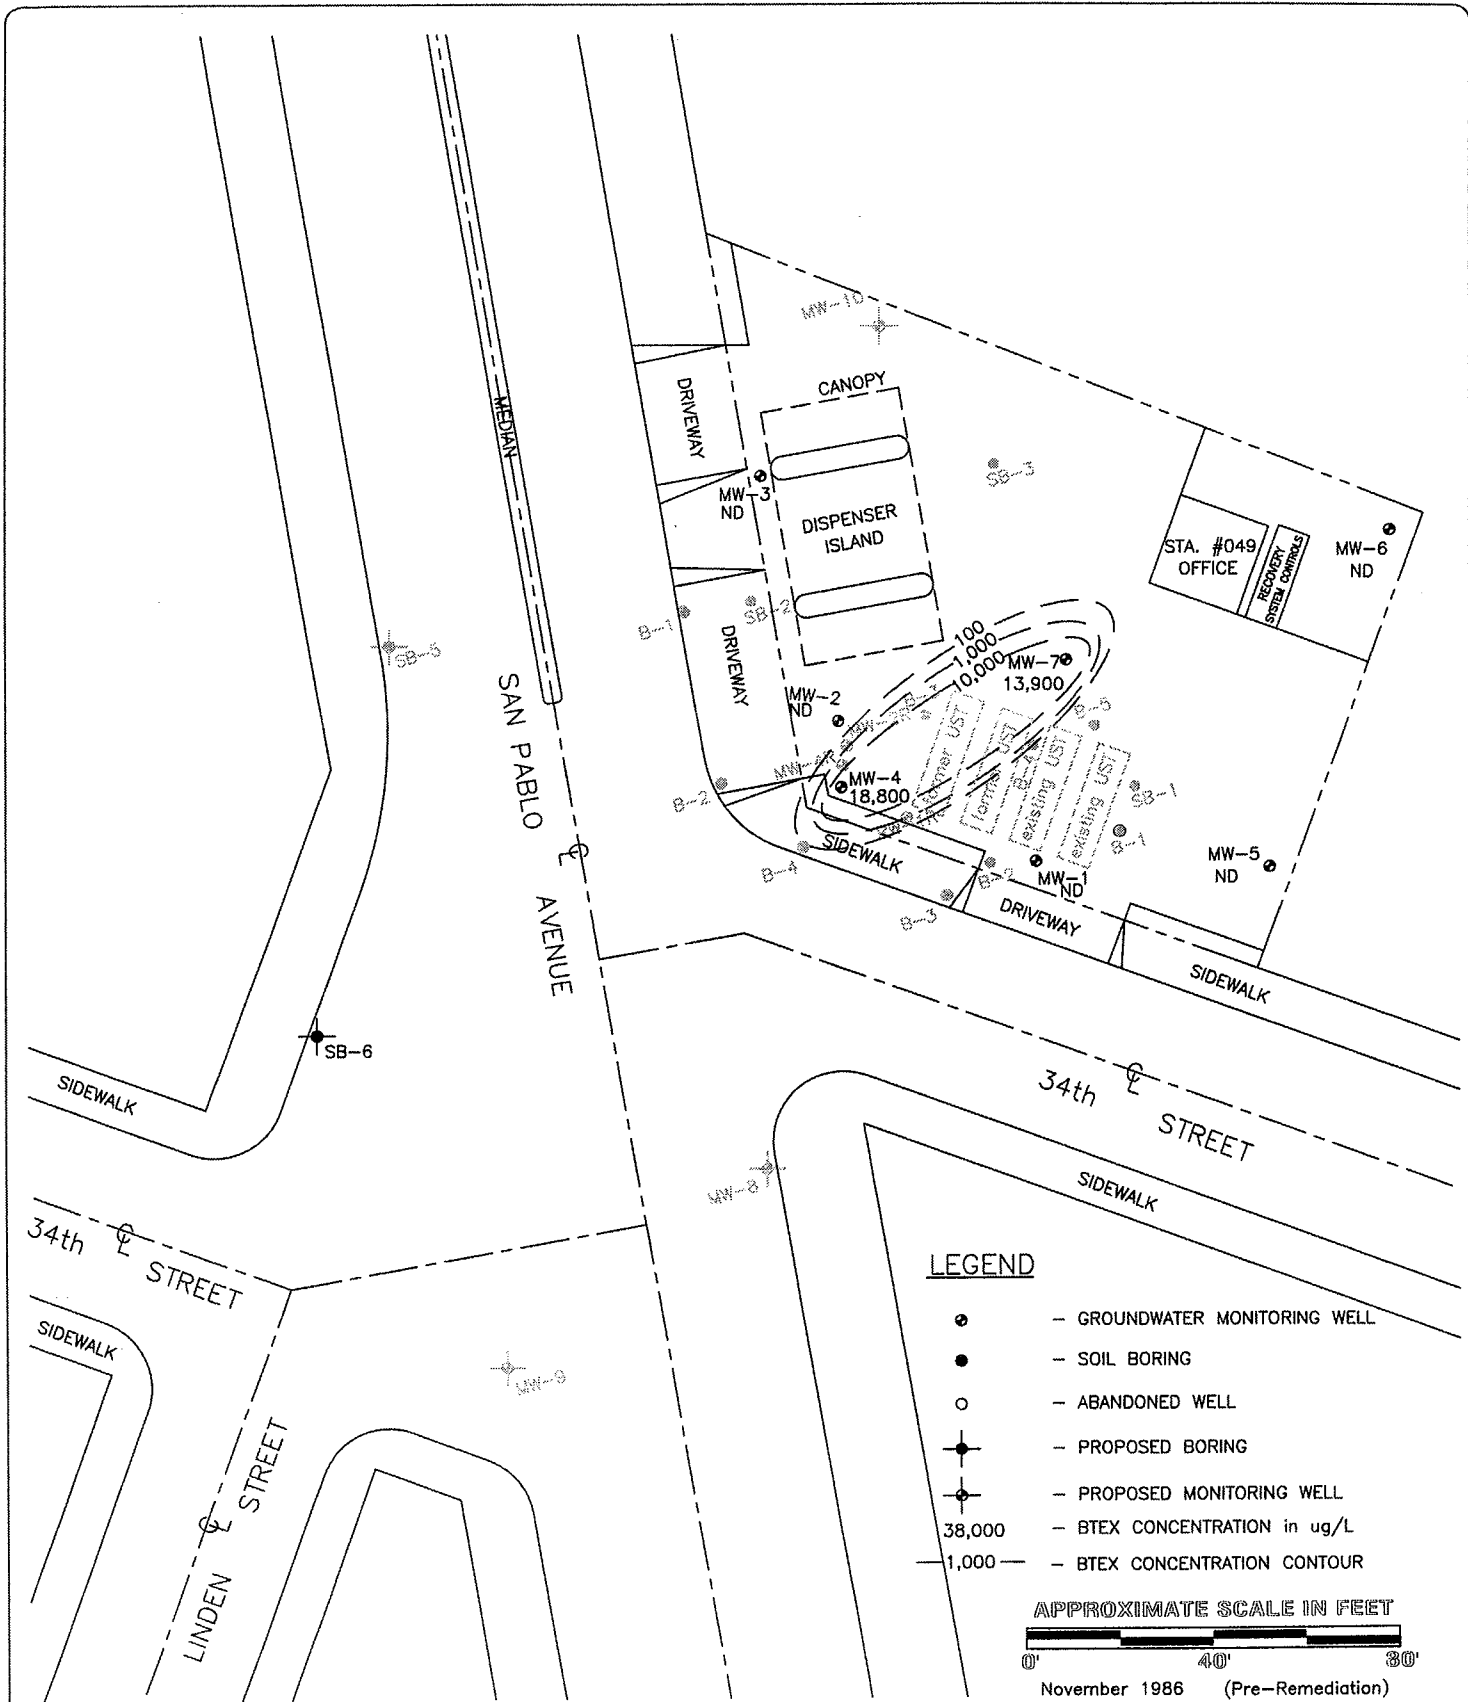 MW-10
CANOPY
DRIVEWAY
MEDIAN
MW-3
ND
SB-3
DISPENSER
ISLAND
STA. #049
OFFICE
RECOVERY
SYSTEM CONTROLS
MW-6
ND
B-1
SB-2
DRIVEWAY
SB-5
100
1,000
10,000
MW-7
13,900
MW-2
ND
B-5
former UST
former UST
existing UST
existing UST
B-4
MW-4
18,800
SB-1
B-1
B-2
SAN PABLO
℄
AVENUE
SIDEWALK
B-4
B-2
MW-1
ND
MW-5
ND
B-3
DRIVEWAY
SIDEWALK
SB-6
SIDEWALK
34th ℄ STREET
SIDEWALK
MW-8
34th ℄ STREET
SIDEWALK
MW-9
LINDEN ℄ STREET
LEGEND
— GROUNDWATER MONITORING WELL
— SOIL BORING
— ABANDONED WELL
— PROPOSED BORING
— PROPOSED MONITORING WELL
38,000 — BTEX CONCENTRATION in ug/L
1,000 — BTEX CONCENTRATION CONTOUR
APPROXIMATE SCALE IN FEET
0' 40' 80'
November 1986 (Pre-Remediation)